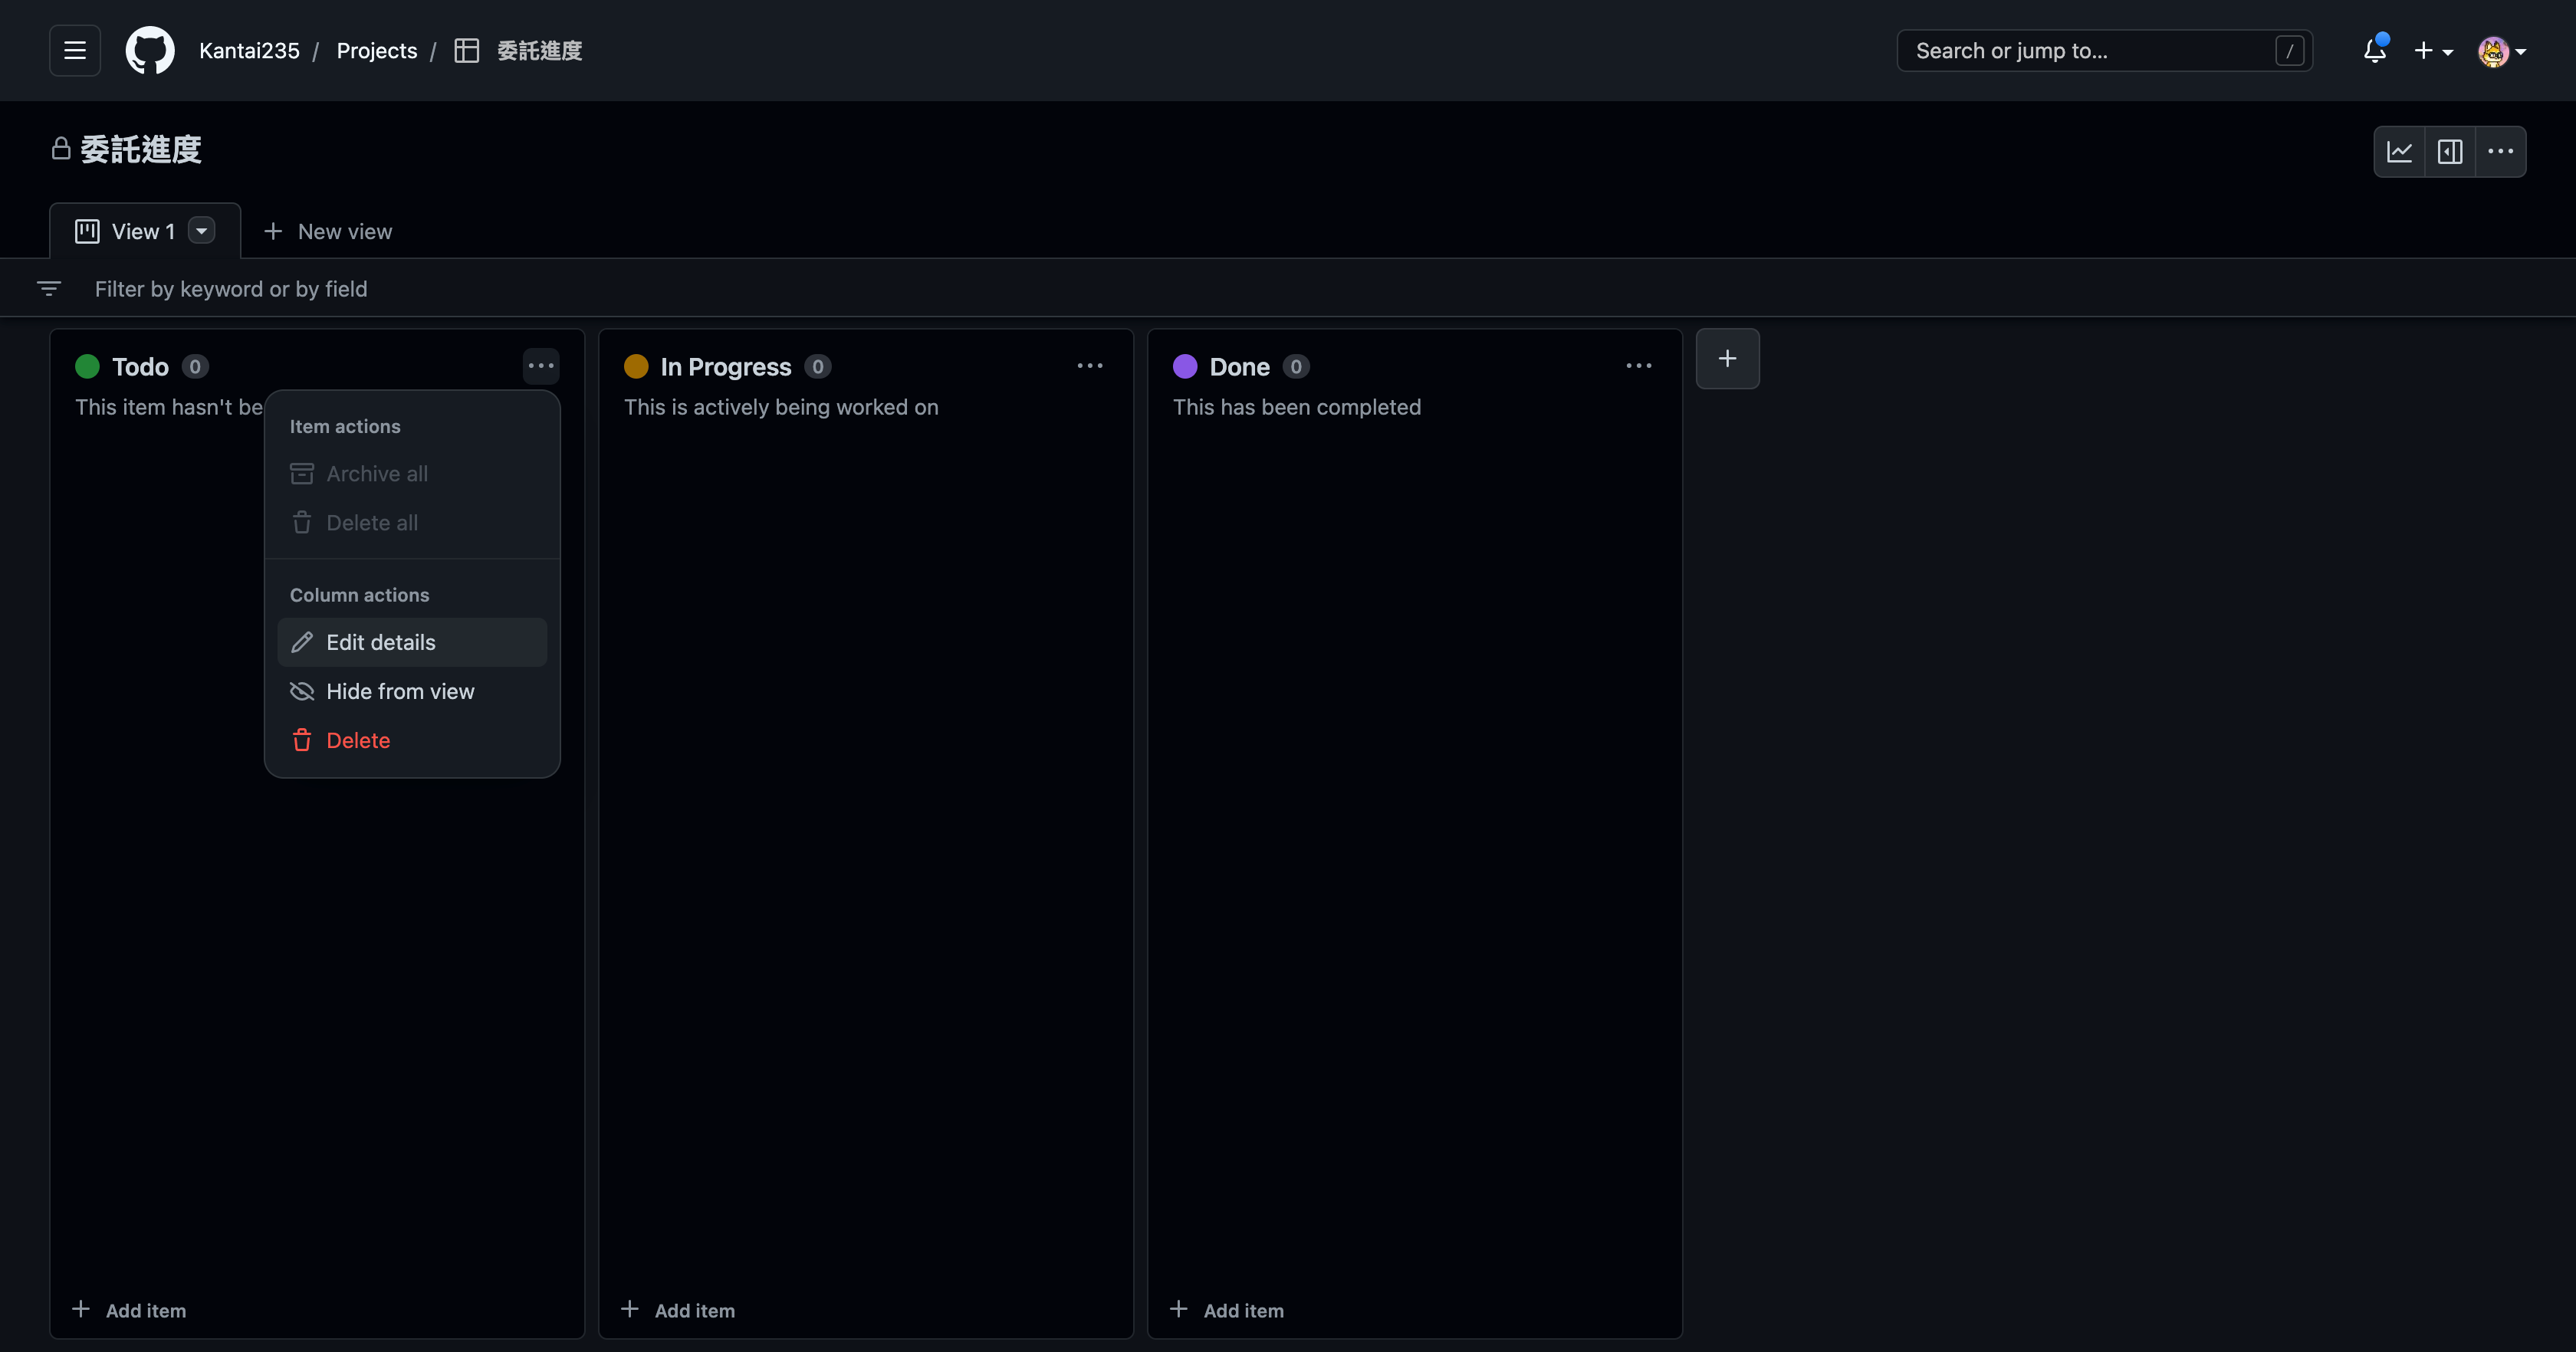 Kantai235 / Projects / 委託進度
Search or jump to... /
委託進度
View 1
New view
Filter by keyword or by field
Todo 0
This item hasn't be
Item actions
Archive all
Delete all
Column actions
Edit details
Hide from view
Delete
Add item
In Progress 0
This is actively being worked on
Add item
Done 0
This has been completed
Add item